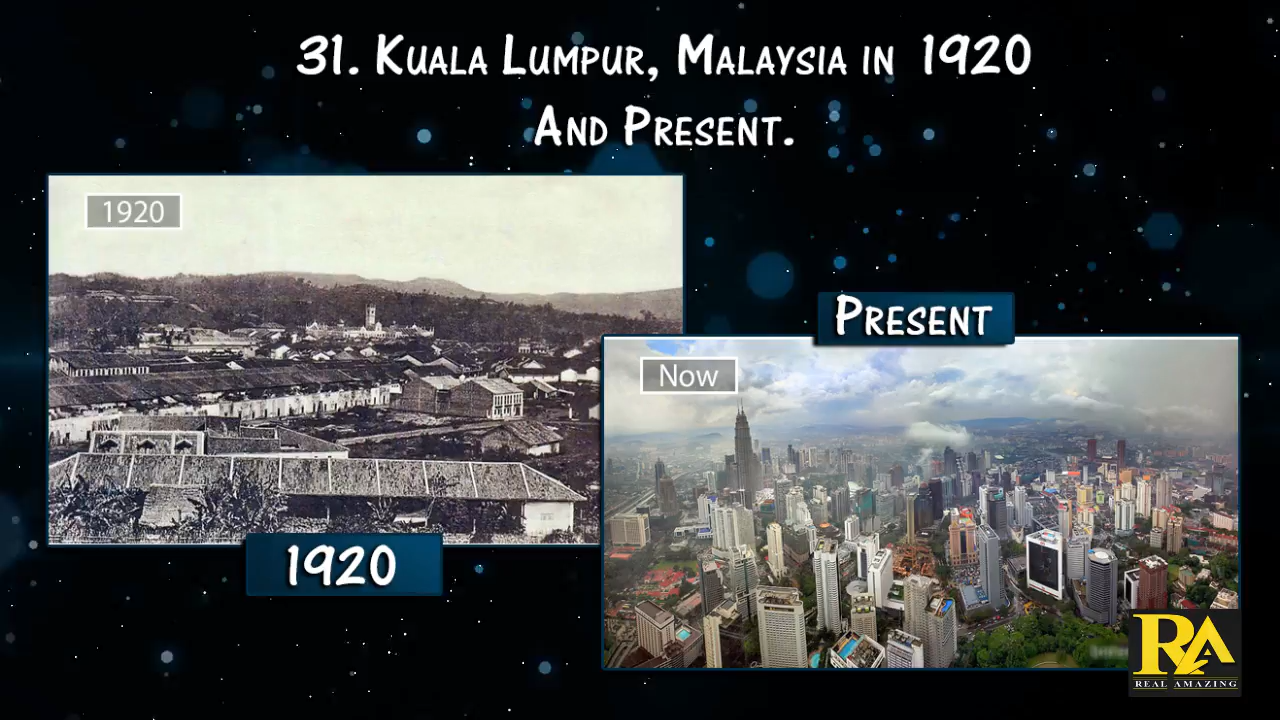 31. Kuala Lumpur, Malaysia in 1920
And Present.
1920
1920
Present
Now
RA
REAL AMAZING